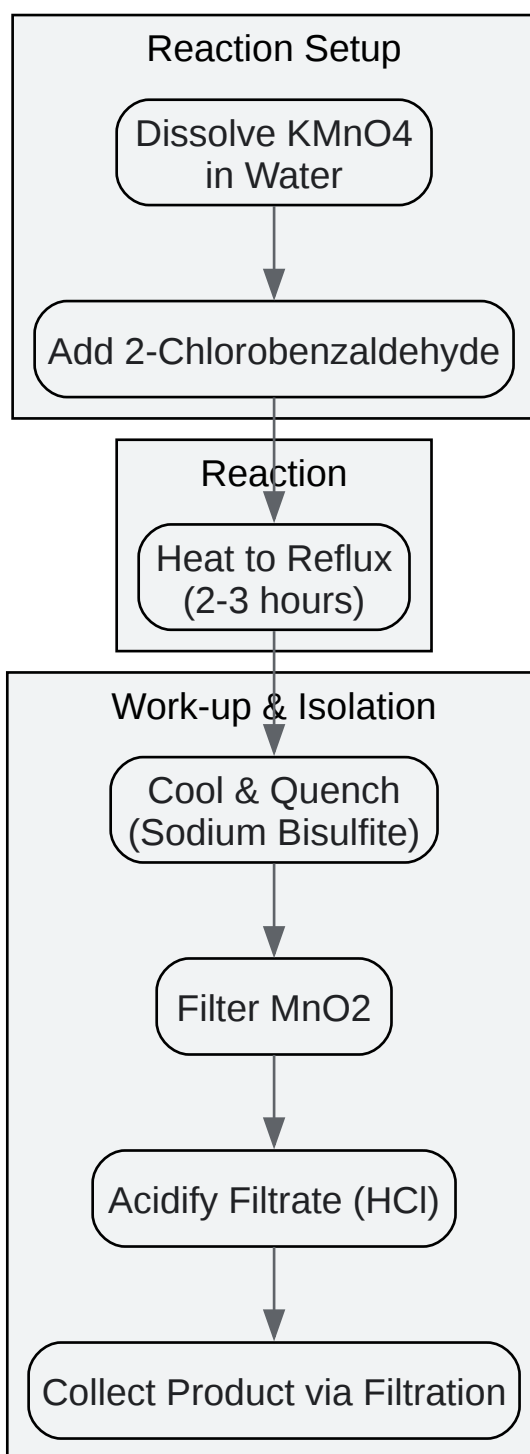 Reaction Setup
Dissolve KMnO4
in Water
Add 2-Chlorobenzaldehyde
Reaction
Heat to Reflux
(2-3 hours)
Work-up & Isolation
Cool & Quench
(Sodium Bisulfite)
Filter MnO2
Acidify Filtrate (HCl)
Collect Product via Filtration